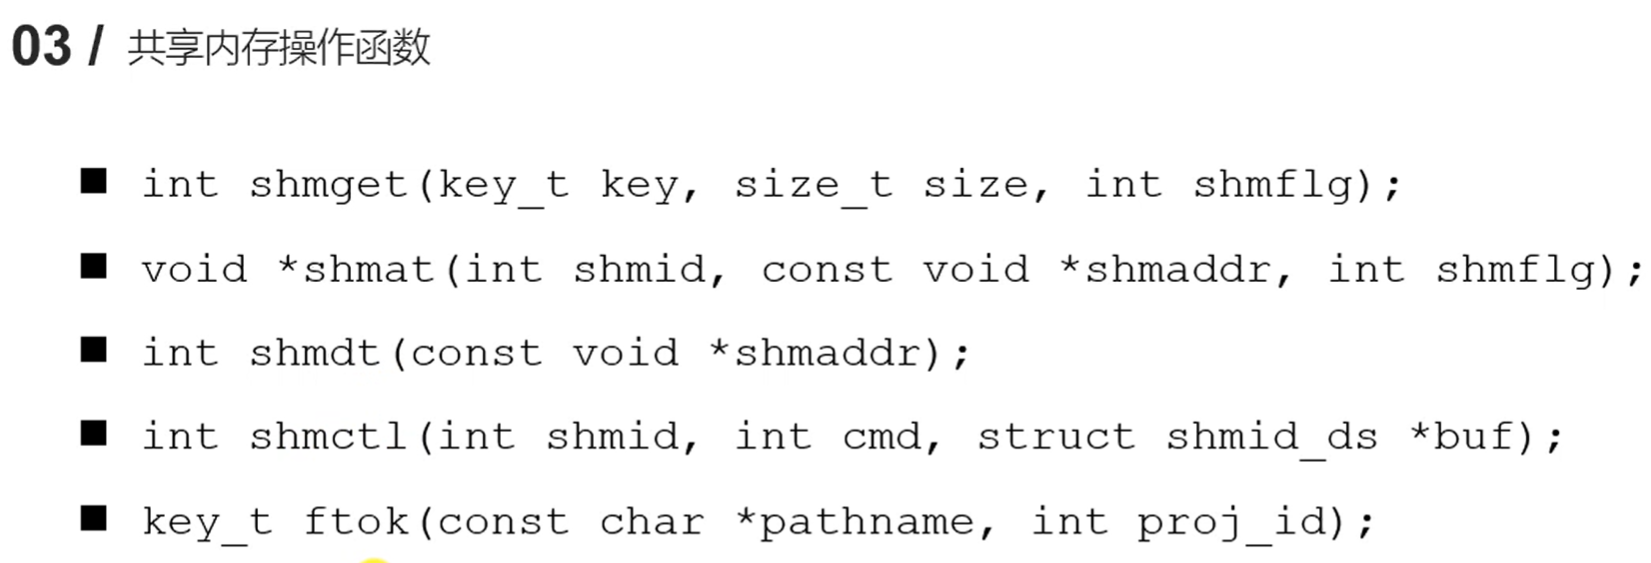 03 / 共享内存操作函数
■ int shmget(key_t key, size_t size, int shmflg);
■ void *shmat(int shmid, const void *shmaddr, int shmflg);
■ int shmdt(const void *shmaddr);
■ int shmctl(int shmid, int cmd, struct shmid_ds *buf);
■ key_t ftok(const char *pathname, int proj_id);